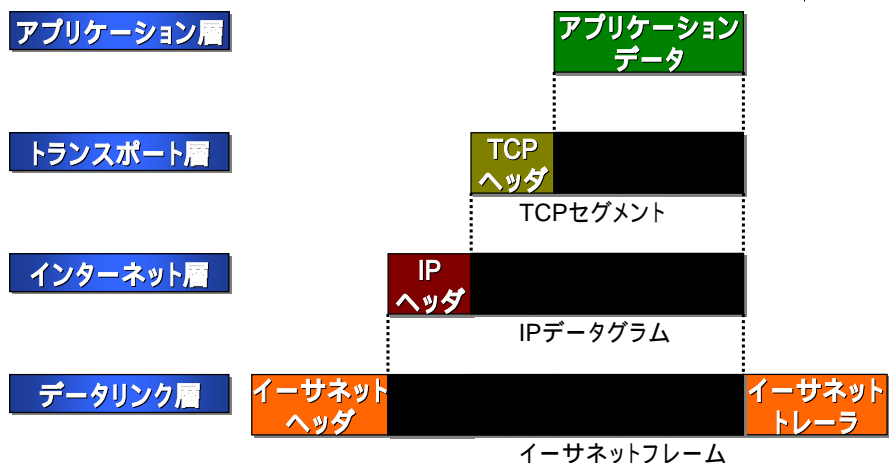 アプリケーション層
アプリケーション
データ
トランスポート層
TCP
ヘッダ
TCPセグメント
インターネット層
IP
ヘッダ
IPデータグラム
データリンク層
イーサネット
ヘッダ
イーサネット
トレーラ
イーサネットフレーム